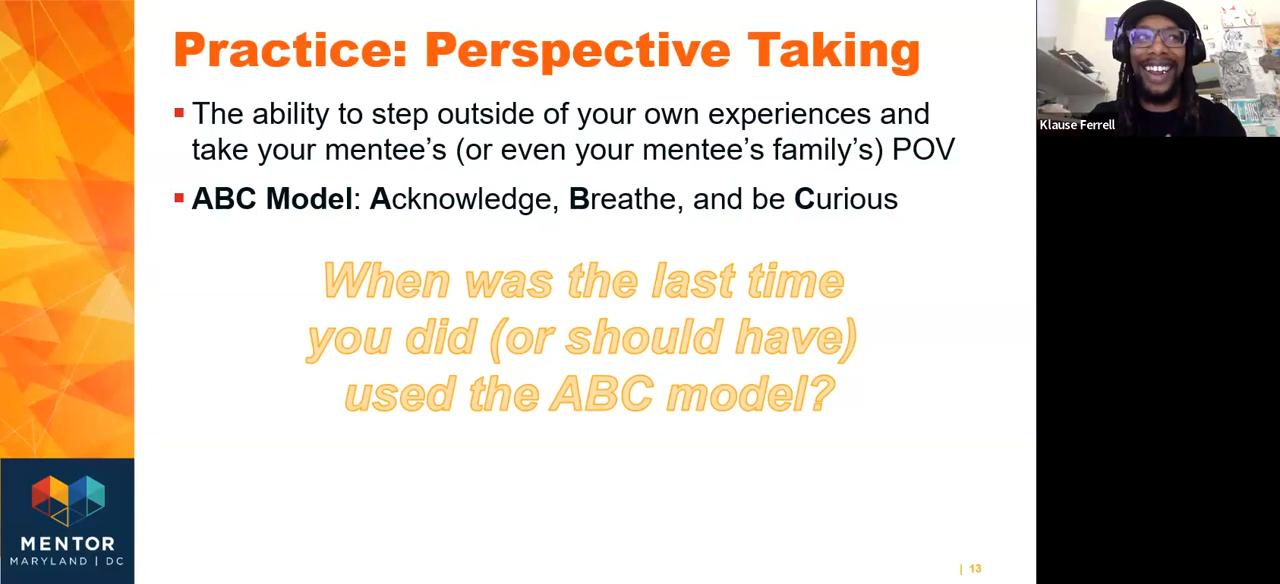 Practice: Perspective Taking
The ability to step outside of your own experiences and
take your mentee’s (or even your mentee’s family’s) POV
ABC Model: Acknowledge, Breathe, and be Curious
When was the last time
you did (or should have)
used the ABC model?
MENTOR
MARYLAND | DC
| 13
Klause Ferrell